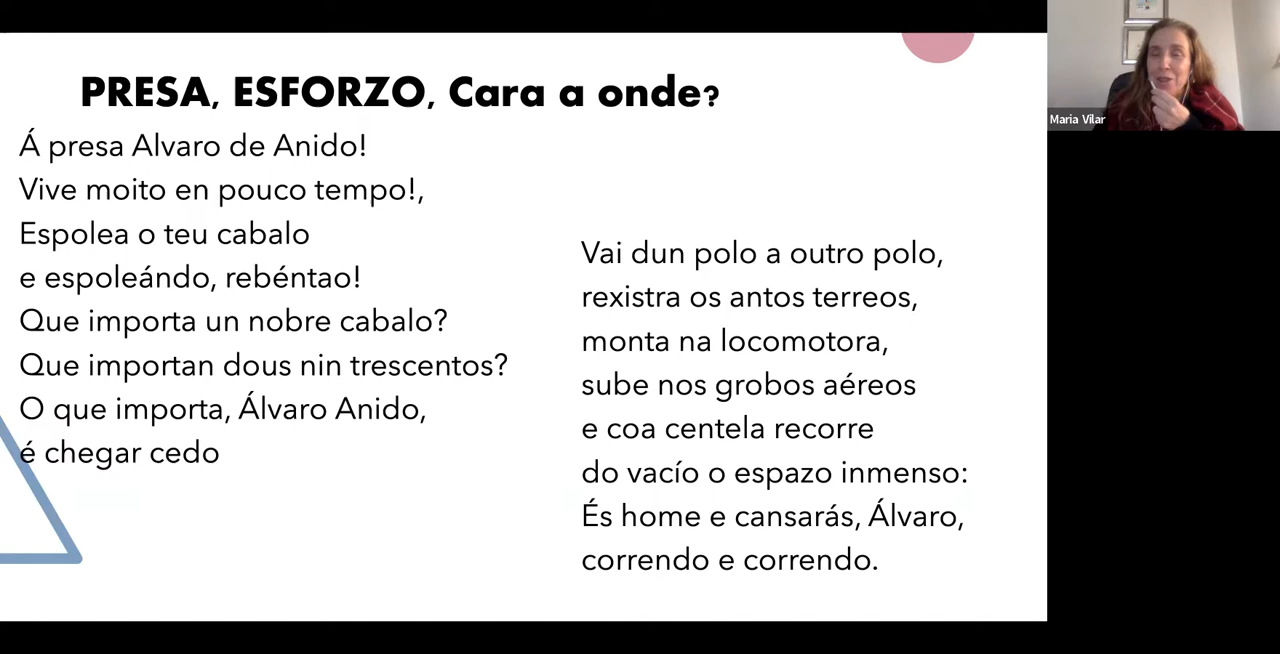 PRESA, ESFORZO, Cara a onde?
Á presa Alvaro de Anido!
Vive moito en pouco tempo!,
Espolea o teu cabalo
e espoleándo, rebéntao!
Que importa un nobre cabalo?
Que importan dous nin trescentos?
O que importa, Álvaro Anido,
é chegar cedo
Vai dun polo a outro polo,
rexistra os antos terreos,
monta na locomotora,
sube nos grobos aéreos
e coa centela recorre
do vacío o espazo inmenso:
És home e cansarás, Álvaro,
correndo e correndo.
Maria Vilar